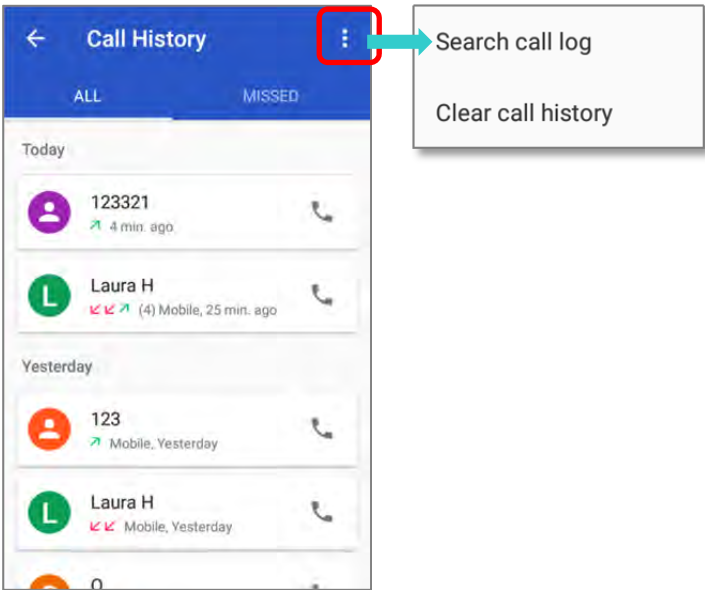 Call History
ALL MISSED
Today
123321
4 min. ago
L
Laura H
(4) Mobile, 25 min. ago
Yesterday
123
Mobile, Yesterday
L
Laura H
Mobile, Yesterday
Search call log
Clear call history